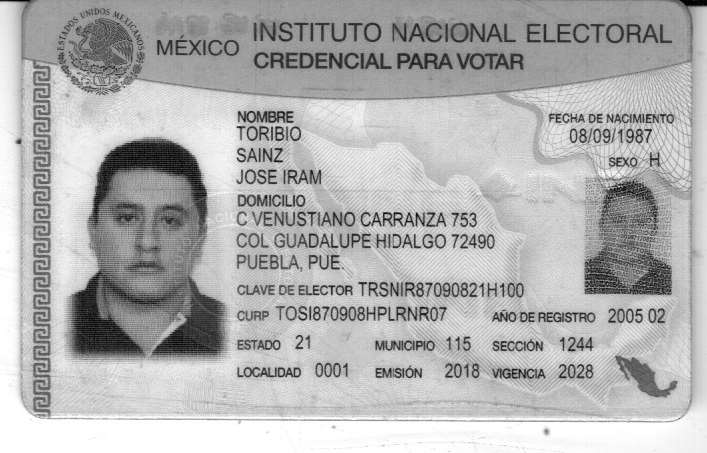 ESTADOS UNIDOS MEXICANOS
MÉXICO INSTITUTO NACIONAL ELECTORAL
CREDENCIAL PARA VOTAR
NOMBRE
TORIBIO
SAINZ
JOSE IRAM
FECHA DE NACIMIENTO
08/09/1987
SEXO H
DOMICILIO
C VENUSTIANO CARRANZA 753
COL GUADALUPE HIDALGO 72490
PUEBLA, PUE.
CLAVE DE ELECTOR TRSNIR87090821H100
CURP TOSI870908HPLRNR07 AÑO DE REGISTRO 2005 02
ESTADO 21 MUNICIPIO 115 SECCIÓN 1244
LOCALIDAD 0001 EMISIÓN 2018 VIGENCIA 2028